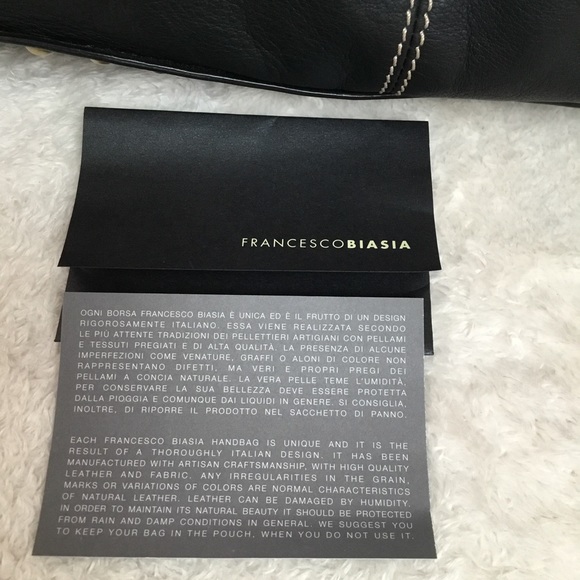 FRANCESCOBIASIA
OGNI BORSA FRANCESCO BIASIA È UNICA ED È IL FRUTTO DI UN DESIGN
RIGOROSAMENTE ITALIANO. ESSA VIENE REALIZZATA SECONDO
LE PIÙ ATTENTE TRADIZIONI DEI PELLETTIERI ARTIGIANI CON PELLAMI
E TESSUTI PREGIATI E DI ALTA QUALITÀ. LA PRESENZA DI ALCUNE
IMPERFEZIONI COME VENATURE, GRAFFI O ALONI DI COLORE NON
RAPPRESENTANO DIFETTI, MA VERI E PROPRI PREGI DEI
PELLAMI A CONCIA NATURALE. LA VERA PELLE TEME L'UMIDITÀ,
PER CONSERVARE LA SUA BELLEZZA DEVE ESSERE PROTETTA
DALLA PIOGGIA E COMUNQUE DAI LIQUIDI IN GENERE. SI CONSIGLIA,
INOLTRE, DI RIPORRE IL PRODOTTO NEL SACCHETTO DI PANNO.
EACH FRANCESCO BIASIA HANDBAG IS UNIQUE AND IT IS THE
RESULT OF A THOROUGHLY ITALIAN DESIGN. IT HAS BEEN
MANUFACTURED WITH ARTISAN CRAFTSMANSHIP, WITH HIGH QUALITY
LEATHER AND FABRIC. ANY IRREGULARITIES IN THE GRAIN,
MARKS OR VARIATIONS OF COLORS ARE NORMAL CHARACTERISTICS
OF NATURAL LEATHER. LEATHER CAN BE DAMAGED BY HUMIDITY.
IN ORDER TO MAINTAIN ITS NATURAL BEAUTY IT SHOULD BE PROTECTED
FROM RAIN AND DAMP CONDITIONS IN GENERAL. WE SUGGEST YOU
TO KEEP YOUR BAG IN THE POUCH, WHEN YOU DO NOT USE IT.